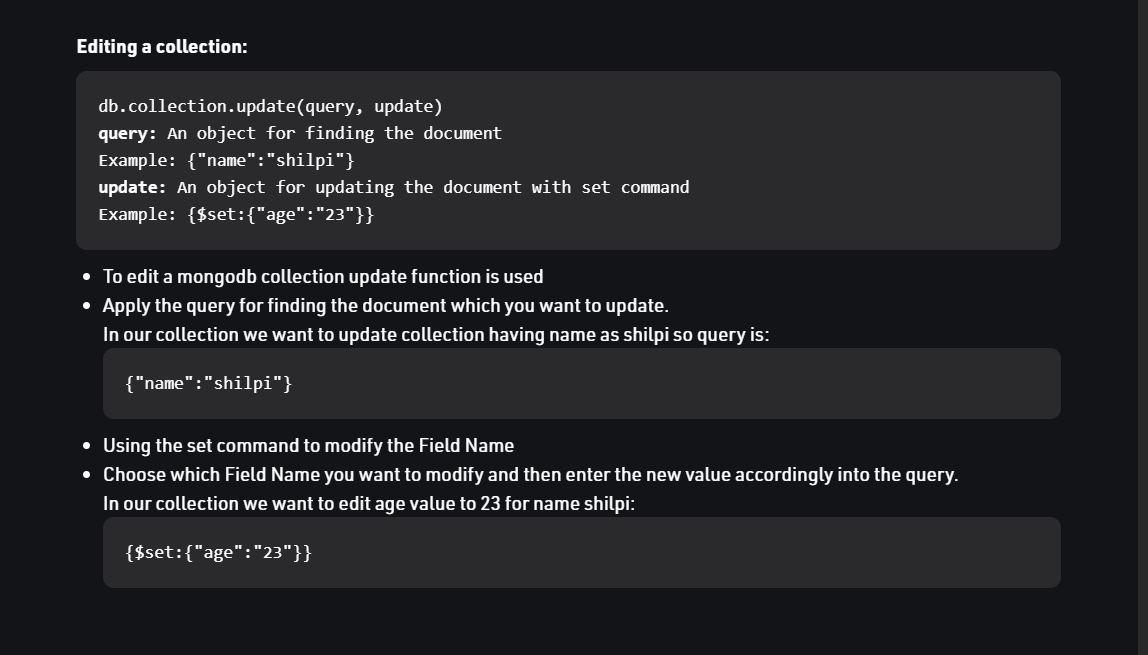 Editing a collection:
db.collection.update(query, update)
query: An object for finding the document
Example: {"name":"shilpi"}
update: An object for updating the document with set command
Example: {$set:{"age":"23"}}
• To edit a mongodb collection update function is used
• Apply the query for finding the document which you want to update.
In our collection we want to update collection having name as shilpi so query is:
{"name":"shilpi"}
• Using the set command to modify the Field Name
• Choose which Field Name you want to modify and then enter the new value accordingly into the query.
In our collection we want to edit age value to 23 for name shilpi:
{$set:{"age":"23"}}